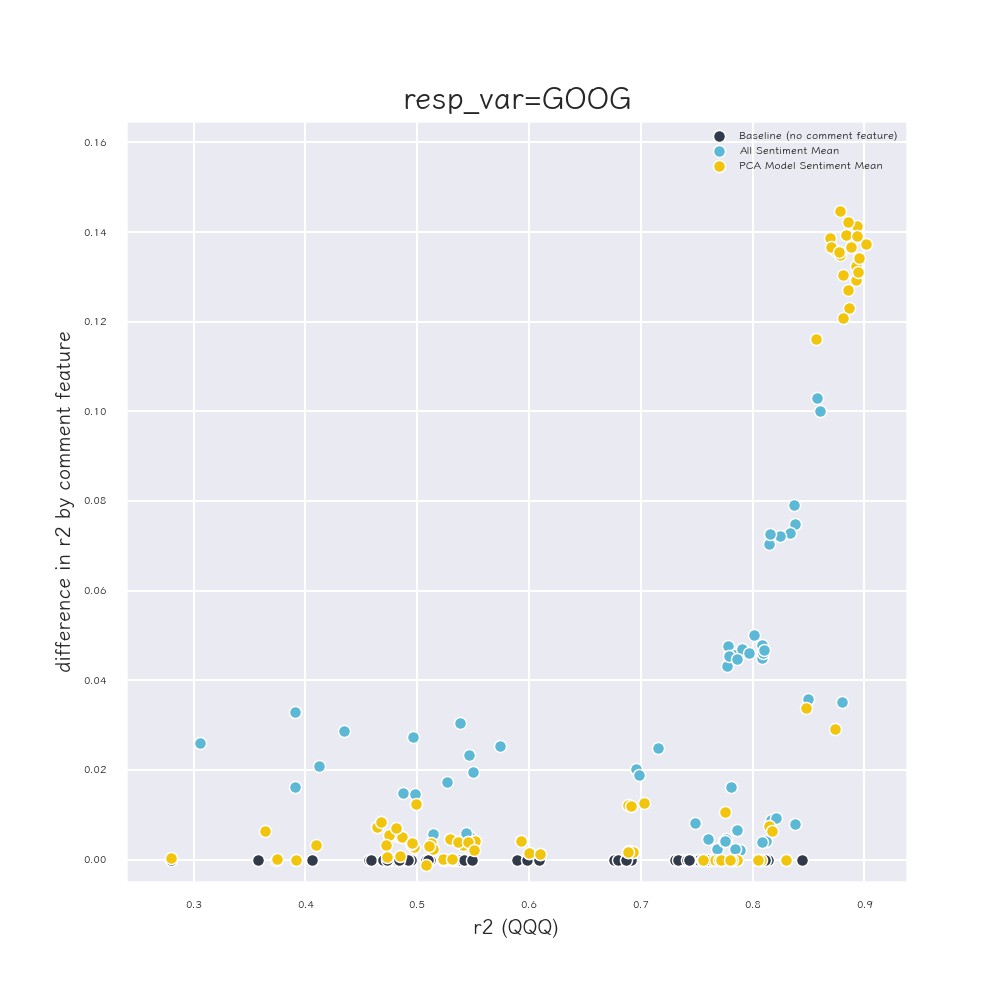 resp_var=GOOG
Baseline (no comment feature)
All Sentiment Mean
PCA Model Sentiment Mean
0.16
0.14
0.12
0.10
0.08
0.06
0.04
0.02
0.00
difference in r2 by comment feature
0.3 0.4 0.5 0.6 0.7 0.8 0.9
r2 (QQQ)